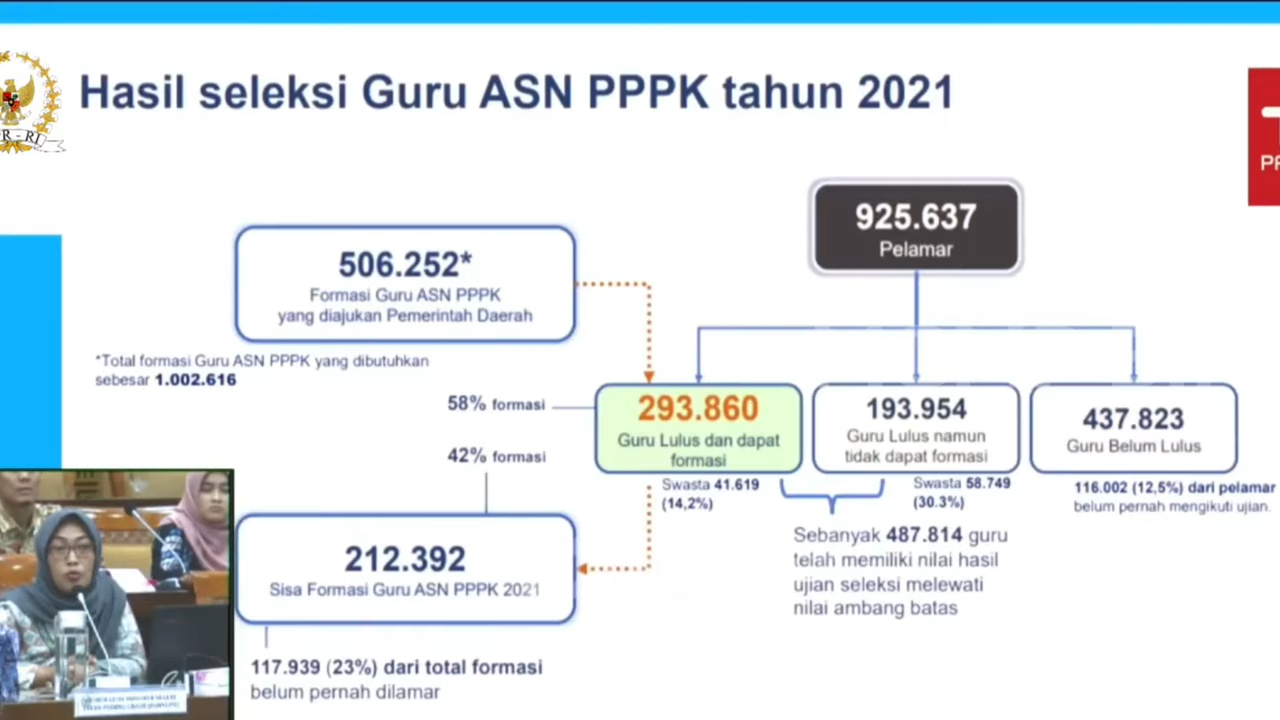 Hasil seleksi Guru ASN PPPK tahun 2021
R-RI
PR
925.637
Pelamar
506.252*
Formasi Guru ASN PPPK
yang diajukan Pemerintah Daerah
*Total formasi Guru ASN PPPK yang dibutuhkan
sebesar 1.002.616
58% formasi
42% formasi
293.860
Guru Lulus dan dapat
formasi
Swasta 41.619
(14,2%)
193.954
Guru Lulus namun
tidak dapat formasi
Swasta 58.749
(30.3%)
437.823
Guru Belum Lulus
116.002 (12,5%) dari pelamar
belum pernah mengikuti ujian.
Sebanyak 487.814 guru
telah memiliki nilai hasil
ujian seleksi melewati
nilai ambang batas
212.392
Sisa Formasi Guru ASN PPPK 2021
117.939 (23%) dari total formasi
belum pernah dilamar